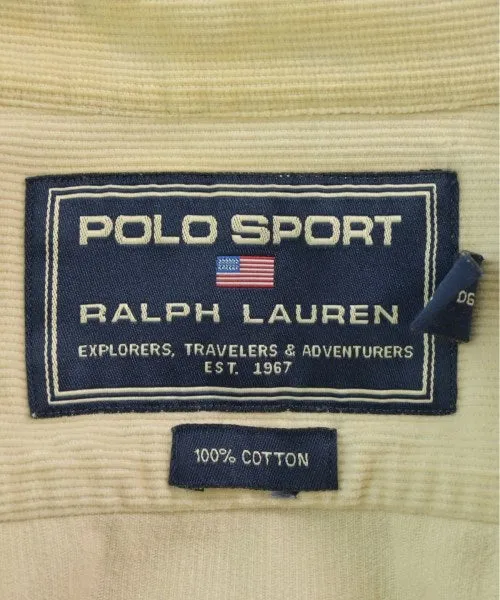 POLO SPORT
RALPH LAUREN
EXPLORERS, TRAVELERS & ADVENTURERS
EST. 1967
100% COTTON